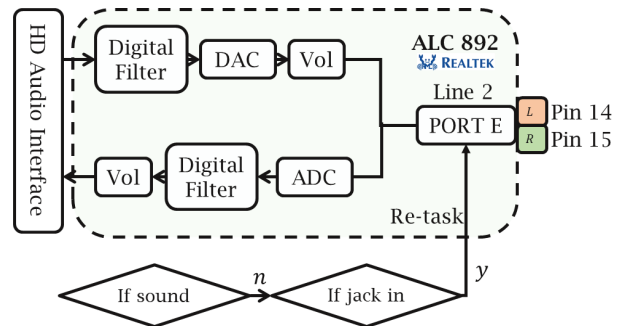 HD Audio Interface
Digital
Filter
DAC
Vol
ALC 892
REALTEK
Line 2
PORT E
L
Pin 14
R
Pin 15
Vol
Digital
Filter
ADC
Re-task
If sound
n
If jack in
y